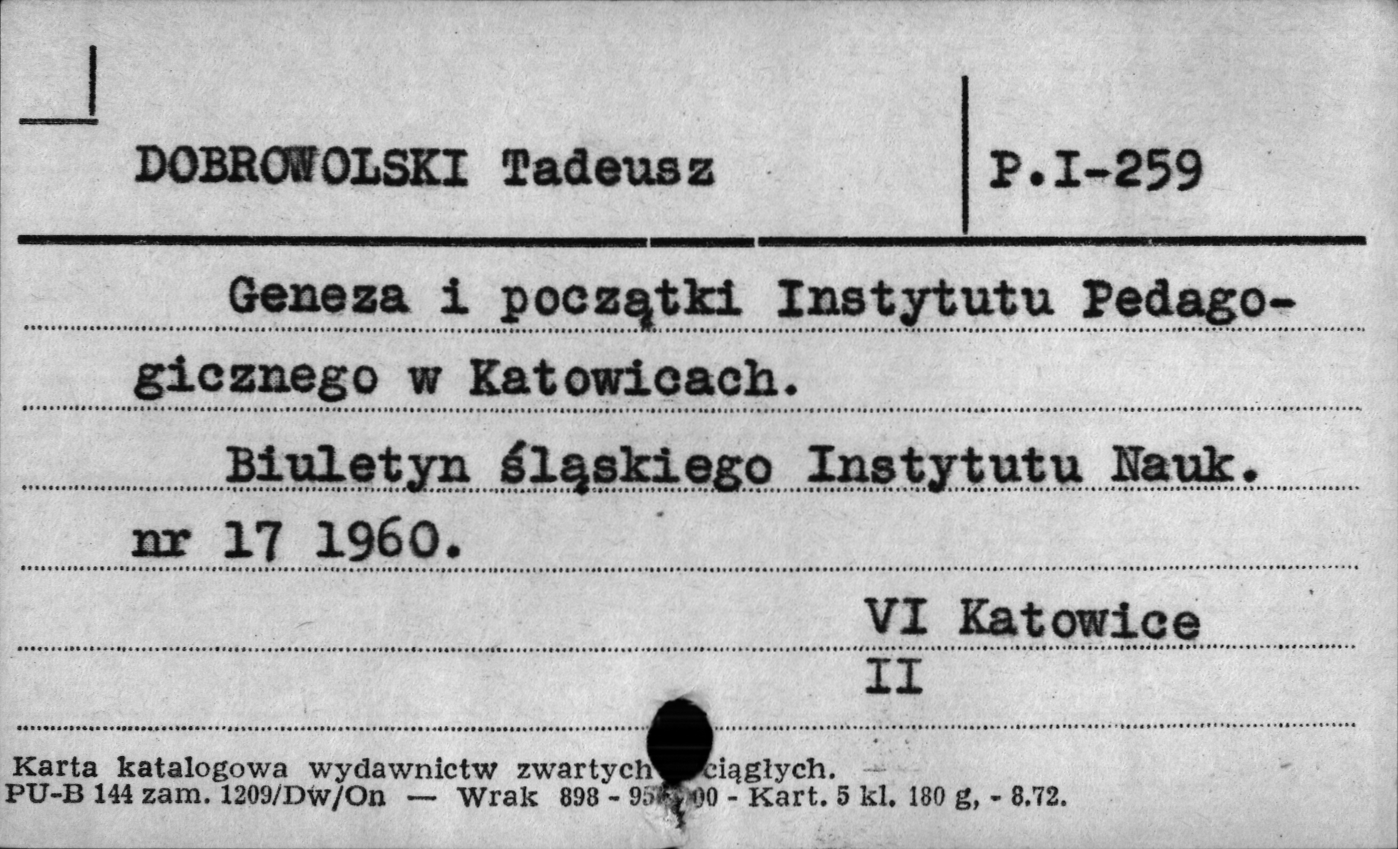 DOBROWOLSKI Tadeusz
P.I-259
Geneza i początki Instytutu Pedago-
gicznego w Katowicach.
Biuletyn śląskiego Instytutu Nauk.
nr 17 1960.
VI Katowice
II
Karta katalogowa wydawnictw zwartych ciągłych.
PU-B 144 zam. 1209/Dw/On — Wrak 898 - - Kart. 5 kl. 180 g, - 8.72.